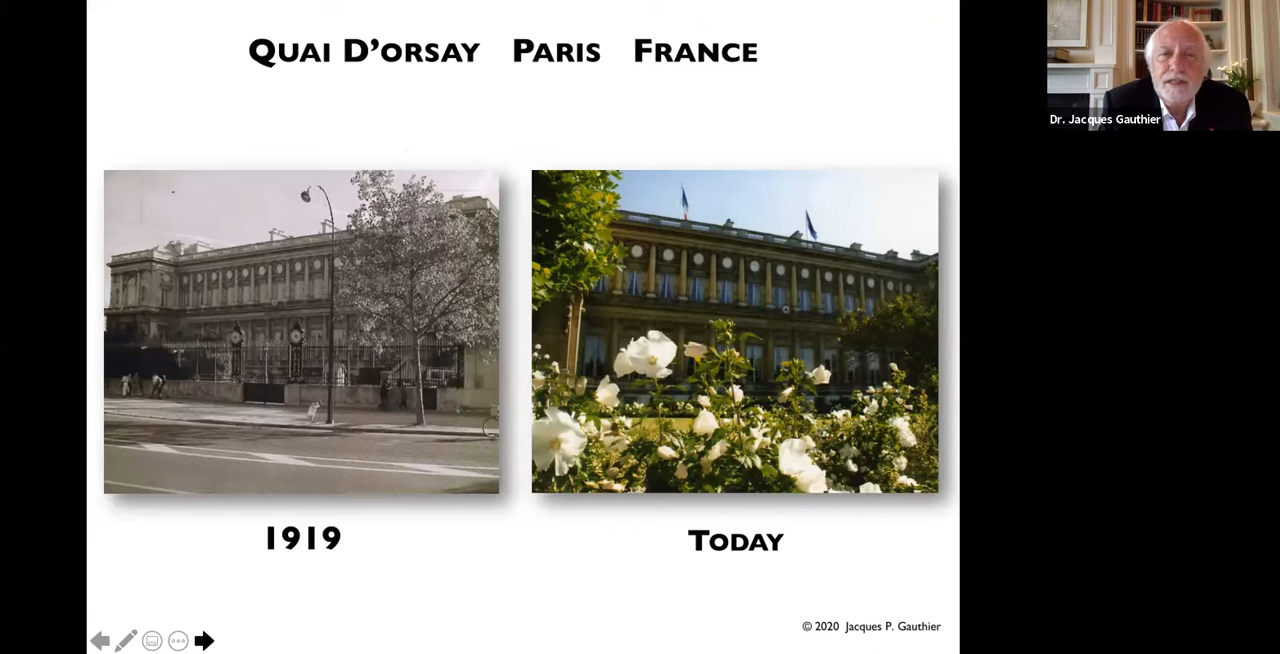 Quai D'orsay Paris France
Dr. Jacques Gauthier
1919
Today
© 2020 Jacques P. Gauthier